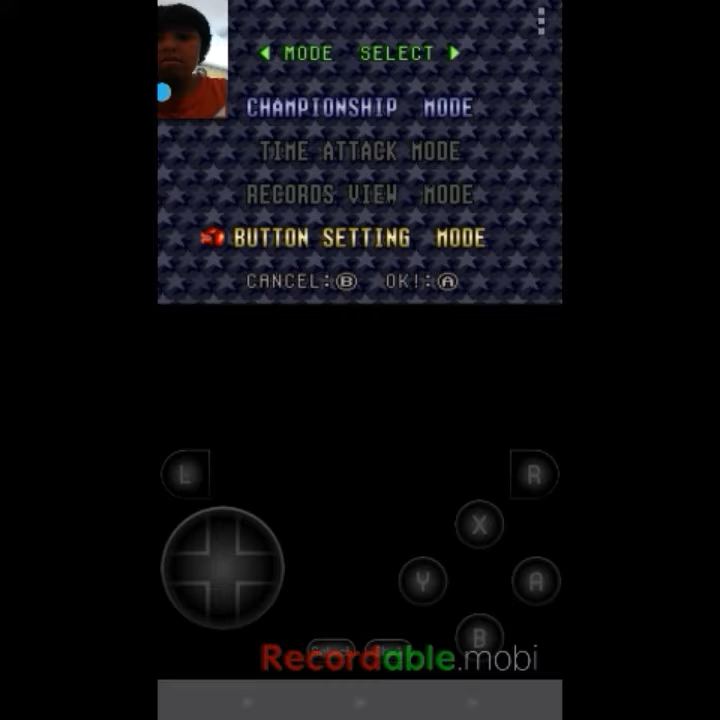 MODE SELECT
CHAMPIONSHIP MODE
TIME ATTACK MODE
RECORDS VIEW MODE
BUTTON SETTING MODE
CANCEL:B OK!:A
L
R
X
Y
A
B
Recordable.mobi